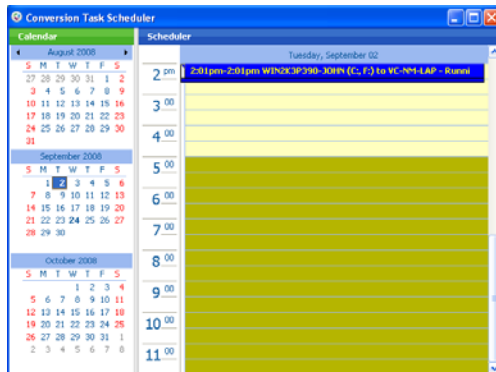 Conversion Task Scheduler
Calendar
August 2008
S M T W T F S
27 28 29 30 31 1 2
3 4 5 6 7 8 9
10 11 12 13 14 15 16
17 18 19 20 21 22 23
24 25 26 27 28 29 30
31
September 2008
S M T W T F S
1 2 3 4 5 6
7 8 9 10 11 12 13
14 15 16 17 18 19 20
21 22 23 24 25 26 27
28 29 30
October 2008
S M T W T F S
1 2 3 4
5 6 7 8 9 10 11
12 13 14 15 16 17 18
19 20 21 22 23 24 25
26 27 28 29 30 31 1
2 3 4 5 6 7 8
Scheduler
Tuesday, September 02
2 pm
2:01pm-2:01pm WIN2K3P390-JOHN (C:, F:) to VC-NM-LAP - Runni
3 00
4 00
5 00
6 00
7 00
8 00
9 00
10 00
11 00